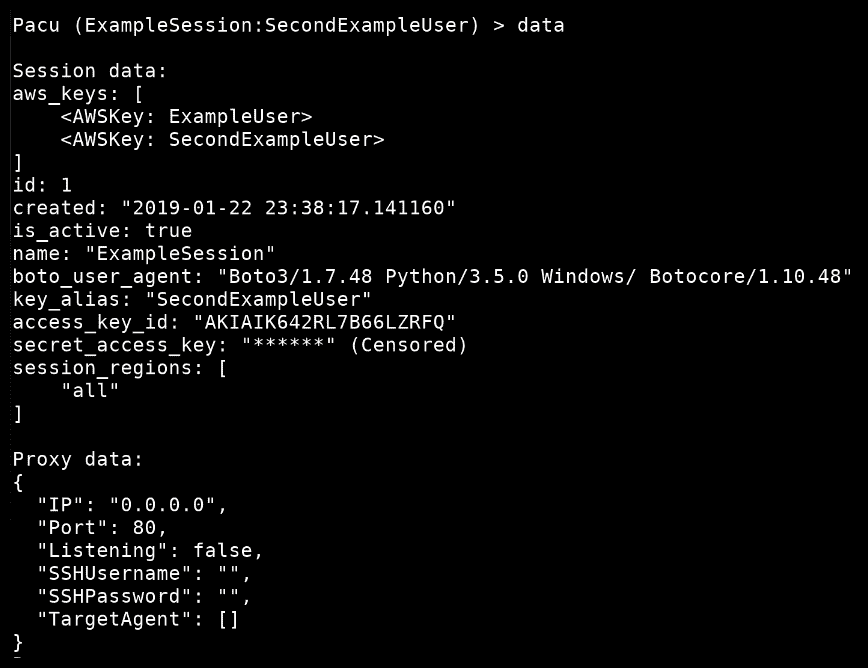 Pacu (ExampleSession:SecondExampleUser) > data
Session data:
aws_keys: [
    <AWSKey: ExampleUser>
    <AWSKey: SecondExampleUser>
]
id: 1
created: "2019-01-22 23:38:17.141160"
is_active: true
name: "ExampleSession"
boto_user_agent: "Boto3/1.7.48 Python/3.5.0 Windows/ Botocore/1.10.48"
key_alias: "SecondExampleUser"
access_key_id: "AKIAIK642RL7B66LZRFQ"
secret_access_key: "******" (Censored)
session_regions: [
    "all"
]
Proxy data:
{
  "IP": "0.0.0.0",
  "Port": 80,
  "Listening": false,
  "SSHUsername": "",
  "SSHPassword": "",
  "TargetAgent": []
}